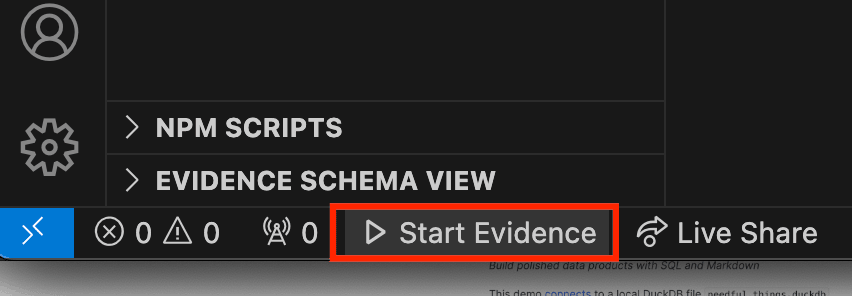 NPM SCRIPTS
EVIDENCE SCHEMA VIEW
0 0 0 Start Evidence Live Share
Build polished data products with SQL and Markdown
This demo connects to a local DuckDB file needful_things.duckdb